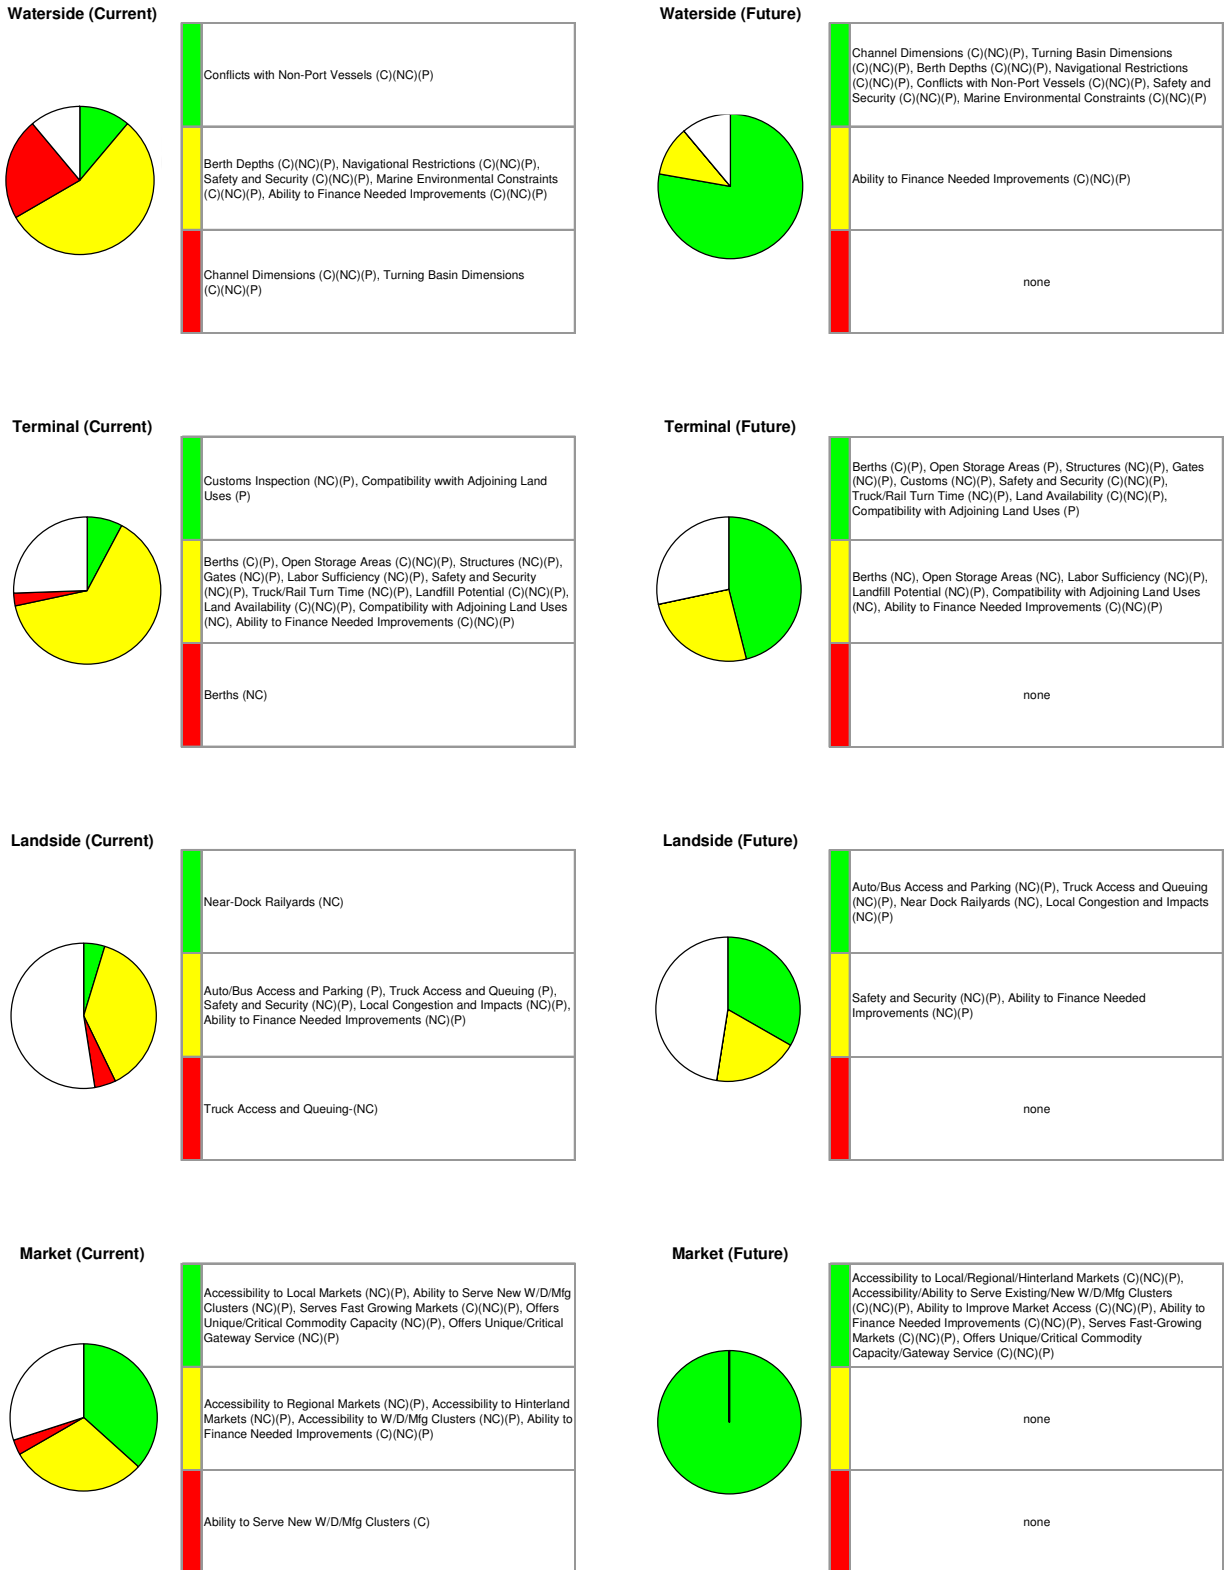 Waterside (Current)
Conflicts with Non-Port Vessels (C)(NC)(P)
Berth Depths (C)(NC)(P), Navigational Restrictions (C)(NC)(P),
Safety and Security (C)(NC)(P), Marine Environmental Constraints
(C)(NC)(P), Ability to Finance Needed Improvements (C)(NC)(P)
Channel Dimensions (C)(NC)(P), Turning Basin Dimensions
(C)(NC)(P)
Waterside (Future)
Channel Dimensions (C)(NC)(P), Turning Basin Dimensions
(C)(NC)(P), Berth Depths (C)(NC)(P), Navigational Restrictions
(C)(NC)(P), Conflicts with Non-Port Vessels (C)(NC)(P), Safety and
Security (C)(NC)(P), Marine Environmental Constraints (C)(NC)(P)
Ability to Finance Needed Improvements (C)(NC)(P)
none
Terminal (Current)
Customs Inspection (NC)(P), Compatibility wwith Adjoining Land
Uses (P)
Berths (C)(P), Open Storage Areas (C)(NC)(P), Structures (NC)(P),
Gates (NC)(P), Labor Sufficiency (NC)(P), Safety and Security
(NC)(P), Truck/Rail Turn Time (NC)(P), Landfill Potential (C)(NC)(P),
Land Availability (C)(NC)(P), Compatibility with Adjoining Land Uses
(NC), Ability to Finance Needed Improvements (C)(NC)(P)
Berths (NC)
Terminal (Future)
Berths (C)(P), Open Storage Areas (P), Structures (NC)(P), Gates
(NC)(P), Customs (NC)(P), Safety and Security (C)(NC)(P),
Truck/Rail Turn Time (NC)(P), Land Availability (C)(NC)(P),
Compatibility with Adjoining Land Uses (P)
Berths (NC), Open Storage Areas (NC), Labor Sufficiency (NC)(P),
Landfill Potential (NC)(P), Compatibility with Adjoining Land Uses
(NC), Ability to Finance Needed Improvements (C)(NC)(P)
none
Landside (Current)
Near-Dock Railyards (NC)
Auto/Bus Access and Parking (P), Truck Access and Queuing (P),
Safety and Security (NC)(P), Local Congestion and Impacts (NC)(P),
Ability to Finance Needed Improvements (NC)(P)
Truck Access and Queuing-(NC)
Landside (Future)
Auto/Bus Access and Parking (NC)(P), Truck Access and Queuing
(NC)(P), Near Dock Railyards (NC), Local Congestion and Impacts
(NC)(P)
Safety and Security (NC)(P), Ability to Finance Needed
Improvements (NC)(P)
none
Market (Current)
Accessibility to Local Markets (NC)(P), Ability to Serve New W/D/Mfg
Clusters (NC)(P), Serves Fast Growing Markets (C)(NC)(P), Offers
Unique/Critical Commodity Capacity (NC)(P), Offers Unique/Critical
Gateway Service (NC)(P)
Accessibility to Regional Markets (NC)(P), Accessibility to Hinterland
Markets (NC)(P), Accessibility to W/D/Mfg Clusters (NC)(P), Ability to
Finance Needed Improvements (C)(NC)(P)
Ability to Serve New W/D/Mfg Clusters (C)
Market (Future)
Accessibility to Local/Regional/Hinterland Markets (C)(NC)(P),
Accessibility/Ability to Serve Existing/New W/D/Mfg Clusters
(C)(NC)(P), Ability to Improve Market Access (C)(NC)(P), Ability to
Finance Needed Improvements (C)(NC)(P), Serves Fast-Growing
Markets (C)(NC)(P), Offers Unique/Critical Commodity
Capacity/Gateway Service (C)(NC)(P)
none
none